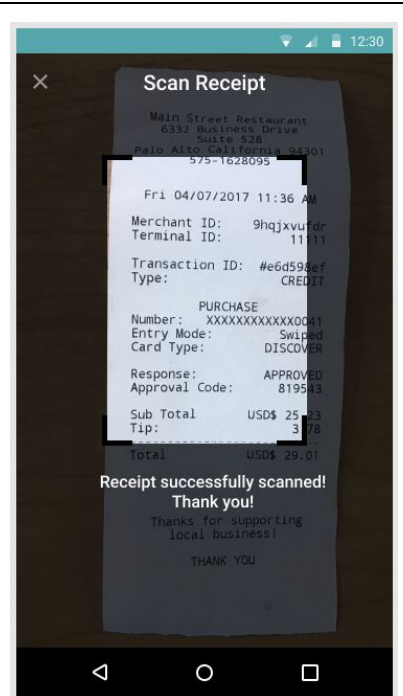 12:30
Scan Receipt
Main Street Restaurant
6332 Business Drive
Suite 528
Palo Alto California 94301
575-1628095
Fri 04/07/2017 11:36 AM
Merchant ID: 9hqjxvufdr
Terminal ID: 11111
Transaction ID: #e6d598ef
Type: CREDIT
PURCHASE
Number: XXXXXXXXXXXX0041
Entry Mode: Swiped
Card Type: DISCOVER
Response: APPROVED
Approval Code: 819543
Sub Total USD$ 25.23
Tip: 3.78
Total USD$ 29.01
Receipt successfully scanned!
Thank you!
Thanks for supporting
local business!
THANK YOU